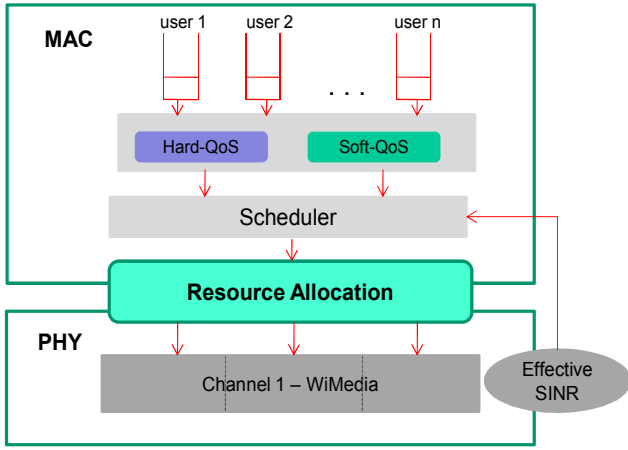 user 1
user 2
user n
MAC
. . .
Hard-QoS
Soft-QoS
Scheduler
Resource Allocation
PHY
Channel 1 – WiMedia
Effective
SINR